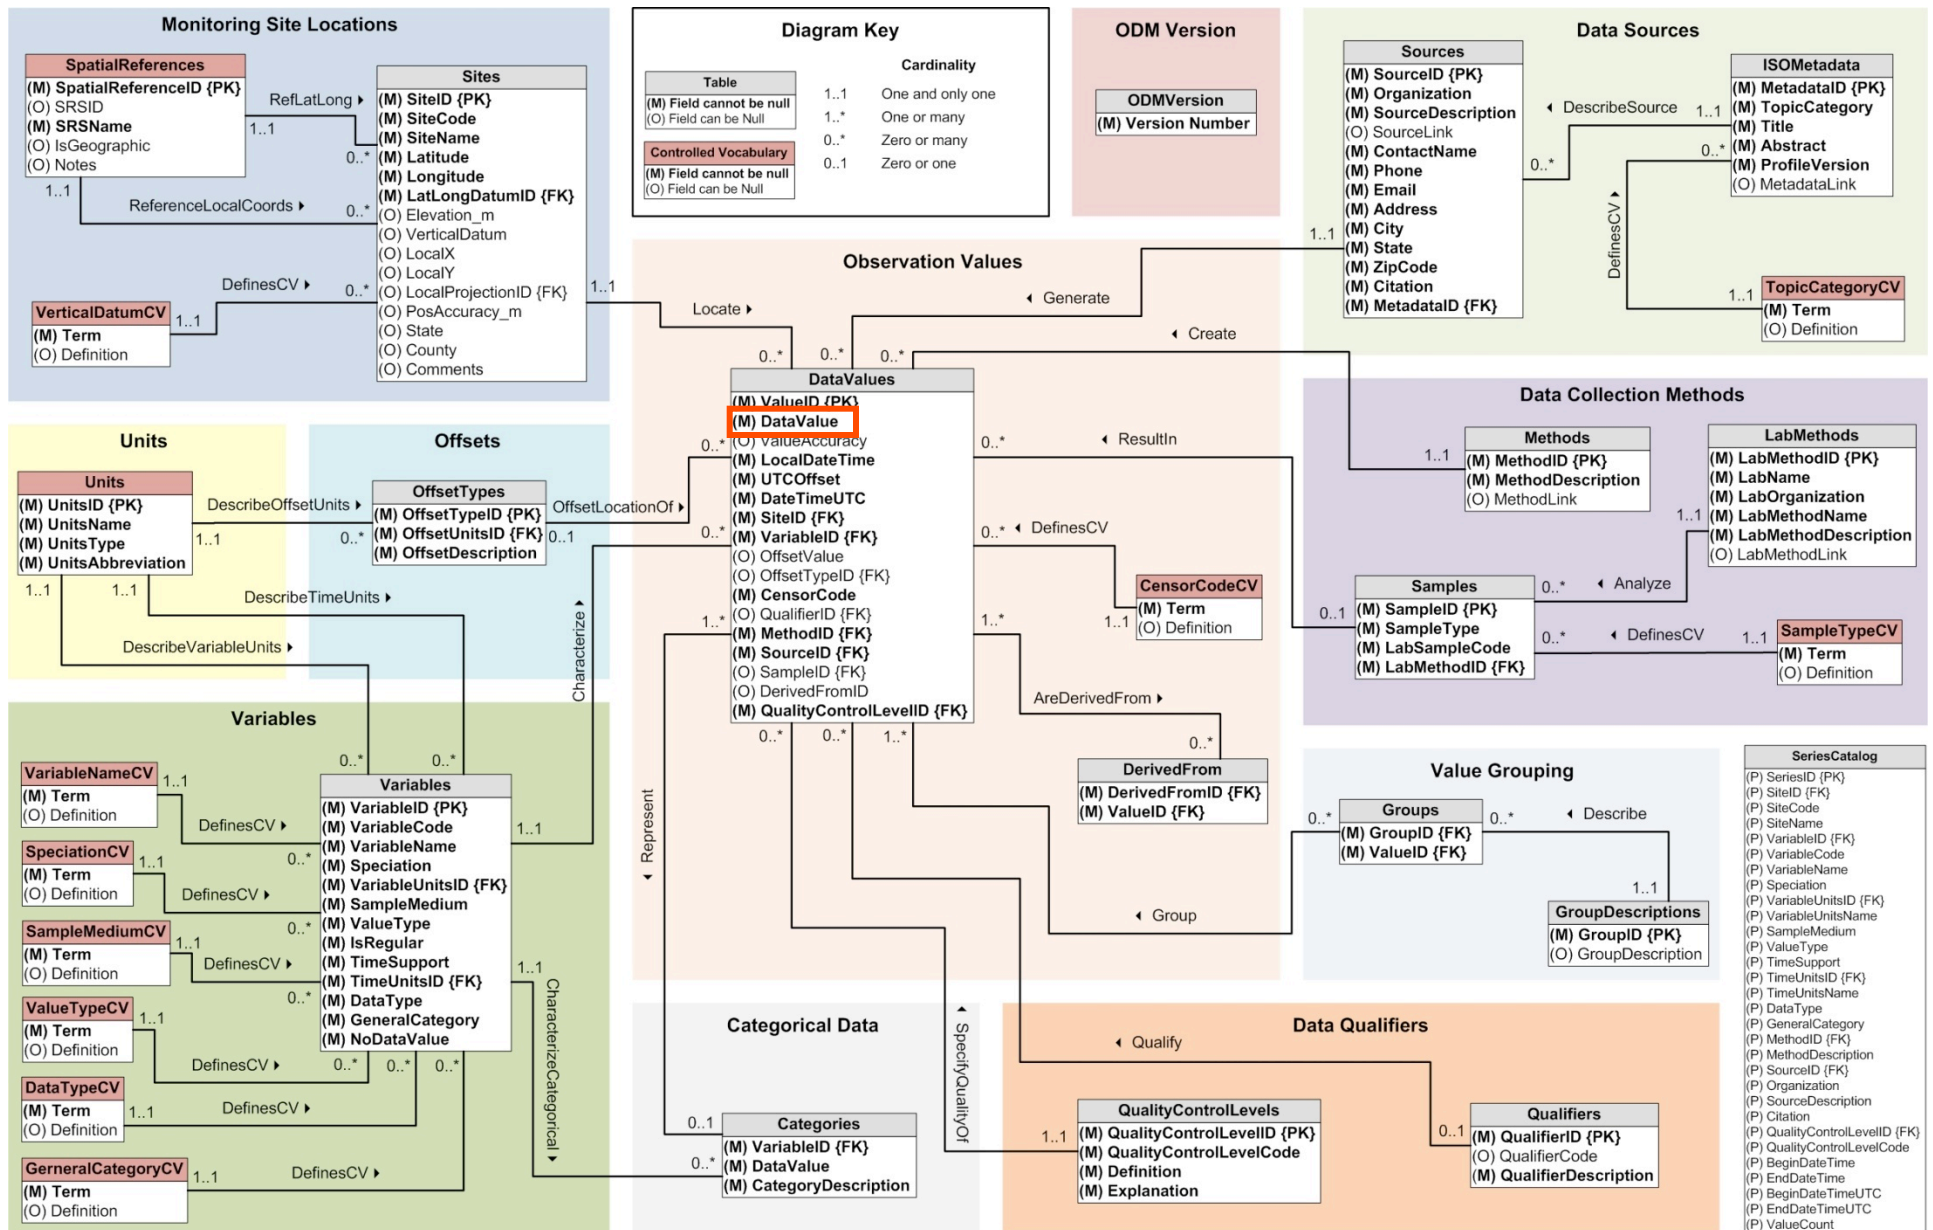 Monitoring Site Locations
SpatialReferences
(M) SpatialReferenceID {PK}
(O) SRSID
(M) SRSName
(O) IsGeographic
(O) Notes
RefLatLong
1..1
0..*
1..1
ReferenceLocalCoords
0..*
Sites
(M) SiteID {PK}
(M) SiteCode
(M) SiteName
(M) Latitude
(M) Longitude
(M) LatLongDatumID {FK}
(O) Elevation_m
(O) VerticalDatum
(O) LocalX
(O) LocalY
(O) LocalProjectionID {FK}
(O) PosAccuracy_m
(O) State
(O) County
(O) Comments
VerticalDatumCV
(M) Term
(O) Definition
DefinesCV
1..1
0..*
1..1
Diagram Key
Table
(M) Field cannot be null
(O) Field can be Null
Controlled Vocabulary
(M) Field cannot be null
(O) Field can be Null
Cardinality
1..1 One and only one
1..* One or many
0..* Zero or many
0..1 Zero or one
ODM Version
ODMVersion
(M) Version Number
Data Sources
Sources
(M) SourceID {PK}
(M) Organization
(M) SourceDescription
(O) SourceLink
(M) ContactName
(M) Phone
(M) Email
(M) Address
(M) City
(M) State
(M) ZipCode
(M) Citation
(M) MetadataID {FK}
1..1
DescribeSource
1..1
0..*
0..*
ISOMetadata
(M) MetadataID {PK}
(M) TopicCategory
(M) Title
(M) Abstract
(M) ProfileVersion
(O) MetadataLink
DefinesCV
1..1
TopicCategoryCV
(M) Term
(O) Definition
Observation Values
Locate
Generate
Create
0..*
0..*
0..*
DataValues
(M) ValueID {PK}
(M) DataValue
(O) ValueAccuracy
(M) LocalDateTime
(M) UTCOffset
(M) DateTimeUTC
(M) SiteID {FK}
(M) VariableID {FK}
(O) OffsetValue
(O) OffsetTypeID {FK}
(M) CensorCode
(O) QualifierID {FK}
(M) MethodID {FK}
(M) SourceID {FK}
(O) SampleID {FK}
(O) DerivedFromID
(M) QualityControlLevelID {FK}
0..*
0..*
1..*
0..*
0..*
1..*
0..*
0..*
1..*
ResultIn
DefinesCV
CensorCodeCV
(M) Term
(O) Definition
1..1
AreDerivedFrom
0..*
DerivedFrom
(M) DerivedFromID {FK}
(M) ValueID {FK}
Represent
Group
Data Collection Methods
Methods
(M) MethodID {PK}
(M) MethodDescription
(O) MethodLink
1..1
LabMethods
(M) LabMethodID {PK}
(M) LabName
(M) LabOrganization
(M) LabMethodName
(M) LabMethodDescription
(O) LabMethodLink
1..1
Samples
(M) SampleID {PK}
(M) SampleType
(M) LabSampleCode
(M) LabMethodID {FK}
0..1
0..*
Analyze
0..*
DefinesCV
1..1
SampleTypeCV
(M) Term
(O) Definition
Units
Units
(M) UnitsID {PK}
(M) UnitsName
(M) UnitsType
(M) UnitsAbbreviation
1..1
1..1
1..1
Offsets
DescribeOffsetUnits
0..*
OffsetTypes
(M) OffsetTypeID {PK}
(M) OffsetUnitsID {FK}
(M) OffsetDescription
OffsetLocationOf
0..1
DescribeTimeUnits
DescribeVariableUnits
Characterize
Variables
VariableNameCV
(M) Term
(O) Definition
1..1
DefinesCV
0..*
SpeciationCV
(M) Term
(O) Definition
1..1
DefinesCV
0..*
SampleMediumCV
(M) Term
(O) Definition
1..1
DefinesCV
0..*
ValueTypeCV
(M) Term
(O) Definition
1..1
DefinesCV
0..*
0..*
0..*
DataTypeCV
(M) Term
(O) Definition
1..1
DefinesCV
GerneralCategoryCV
(M) Term
(O) Definition
1..1
DefinesCV
0..*
0..*
Variables
(M) VariableID {PK}
(M) VariableCode
(M) VariableName
(M) Speciation
(M) VariableUnitsID {FK}
(M) SampleMedium
(M) ValueType
(M) IsRegular
(M) TimeSupport
(M) TimeUnitsID {FK}
(M) DataType
(M) GeneralCategory
(M) NoDataValue
1..1
1..1
CharacterizeCategorical
Categorical Data
SpecifyQualityOf
0..1
0..*
Categories
(M) VariableID {FK}
(M) DataValue
(M) CategoryDescription
Data Qualifiers
Qualify
1..1
QualityControlLevels
(M) QualityControlLevelID {PK}
(M) QualityControlLevelCode
(M) Definition
(M) Explanation
0..1
Qualifiers
(M) QualifierID {PK}
(O) QualifierCode
(M) QualifierDescription
Value Grouping
0..*
Groups
(M) GroupID {FK}
(M) ValueID {FK}
0..*
Describe
1..1
GroupDescriptions
(M) GroupID {PK}
(O) GroupDescription
SeriesCatalog
(P) SeriesID {PK}
(P) SiteID {FK}
(P) SiteCode
(P) SiteName
(P) VariableID {FK}
(P) VariableCode
(P) VariableName
(P) Speciation
(P) VariableUnitsID {FK}
(P) VariableUnitsName
(P) SampleMedium
(P) ValueType
(P) TimeSupport
(P) TimeUnitsID {FK}
(P) TimeUnitsName
(P) DataType
(P) GeneralCategory
(P) MethodID {FK}
(P) MethodDescription
(P) SourceID {FK}
(P) Organization
(P) SourceDescription
(P) Citation
(P) QualityControlLevelID {FK}
(P) QualityControlLevelCode
(P) BeginDateTime
(P) EndDateTime
(P) BeginDateTimeUTC
(P) EndDateTimeUTC
(P) ValueCount